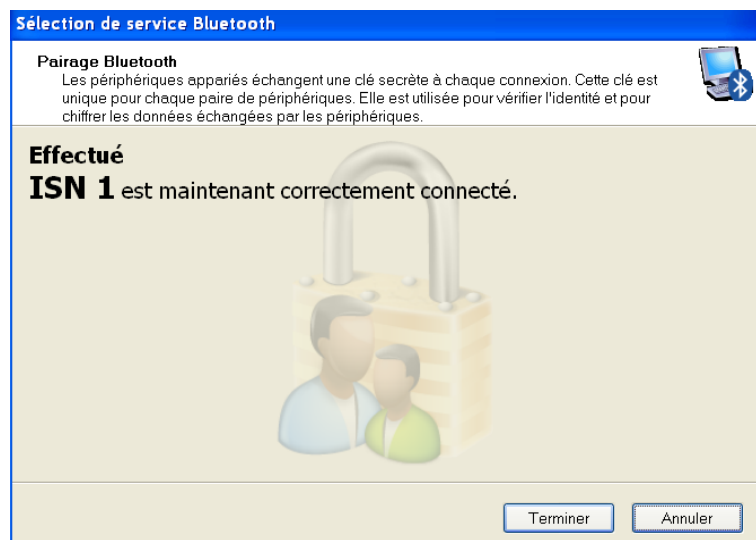 Sélection de service Bluetooth
Pairage Bluetooth
Les périphériques appariés échangent une clé secrète à chaque connexion. Cette clé est
unique pour chaque paire de périphériques. Elle est utilisée pour vérifier l'identité et pour
chiffrer les données échangées par les périphériques.
Effectué
ISN 1 est maintenant correctement connecté.
Terminer Annuler